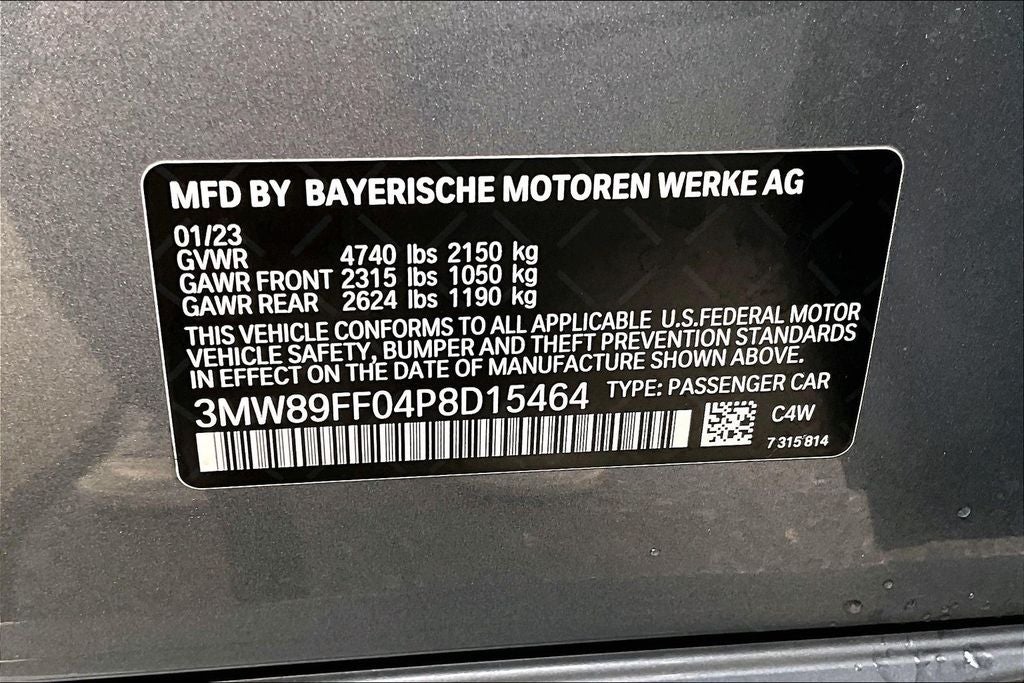 MFD BY BAYERISCHE MOTOREN WERKE AG
01/23
GVWR 4740 lbs 2150 kg
GAWR FRONT 2315 lbs 1050 kg
GAWR REAR 2624 lbs 1190 kg
THIS VEHICLE CONFORMS TO ALL APPLICABLE U.S.FEDERAL MOTOR
VEHICLE SAFETY, BUMPER AND THEFT PREVENTION STANDARDS
IN EFFECT ON THE DATE OF MANUFACTURE SHOWN ABOVE.
3MW89FF04P8D15464 TYPE: PASSENGER CAR
C4W
7 315 814